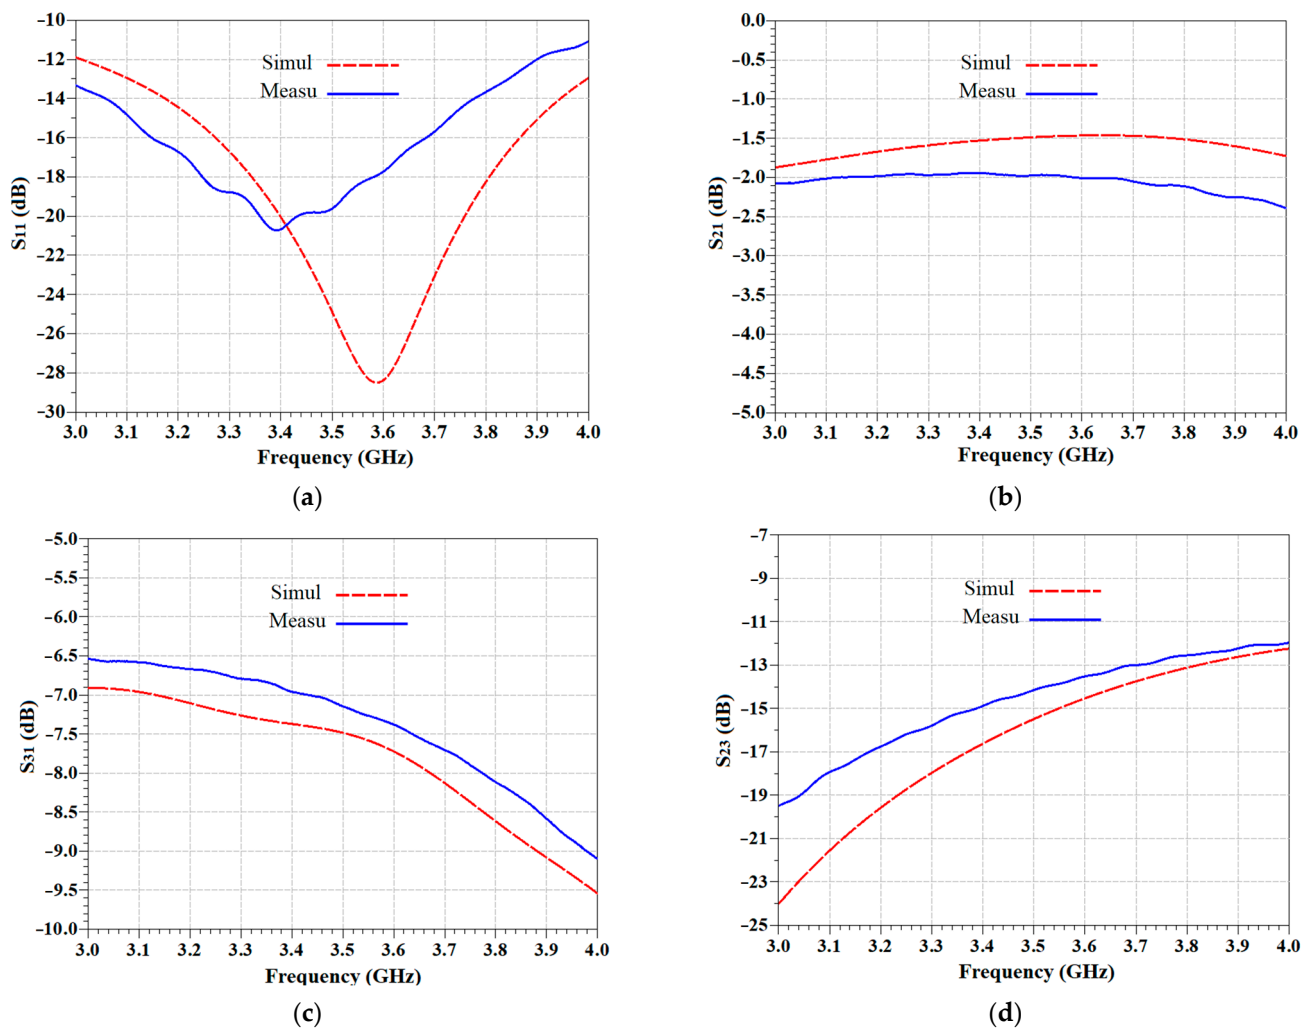 −10
−12
−14
−16
−18
−20
−22
−24
−26
−28
−30
S11 (dB)
Simul
Measu
3.0 3.1 3.2 3.3 3.4 3.5 3.6 3.7 3.8 3.9 4.0
Frequency (GHz)
(a)
0.0
−0.5
−1.0
−1.5
−2.0
−2.5
−3.0
−3.5
−4.0
−4.5
−5.0
S21 (dB)
Simul
Measu
3.0 3.1 3.2 3.3 3.4 3.5 3.6 3.7 3.8 3.9 4.0
Frequency (GHz)
(b)
−5.0
−5.5
−6.0
−6.5
−7.0
−7.5
−8.0
−8.5
−9.0
−9.5
−10.0
S31 (dB)
Simul
Measu
3.0 3.1 3.2 3.3 3.4 3.5 3.6 3.7 3.8 3.9 4.0
Frequency (GHz)
(c)
−7
−9
−11
−13
−15
−17
−19
−21
−23
−25
S23 (dB)
Simul
Measu
3.0 3.1 3.2 3.3 3.4 3.5 3.6 3.7 3.8 3.9 4.0
Frequency (GHz)
(d)